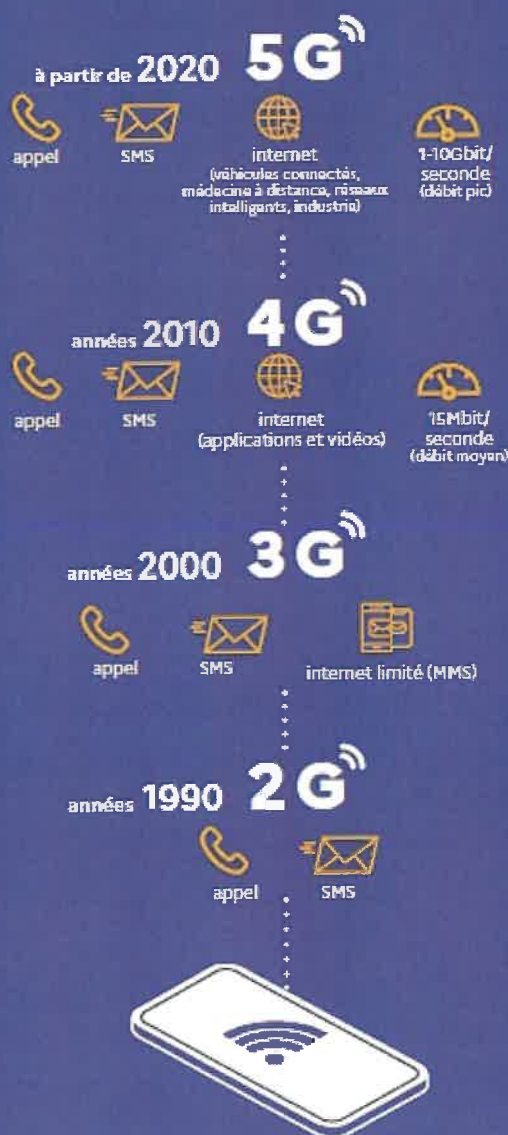 à partir de 2020 5G
appel
SMS
internet
(véhicules connectés,
médecine à distance, réseaux
intelligents, industrie)
1-10Gbit/
seconde
(débit pic)
années 2010 4G
appel
SMS
internet
(applications et vidéos)
15Mbit/
seconde
(débit moyen)
années 2000 3G
appel
SMS
internet limité (MMS)
années 1990 2G
appel
SMS